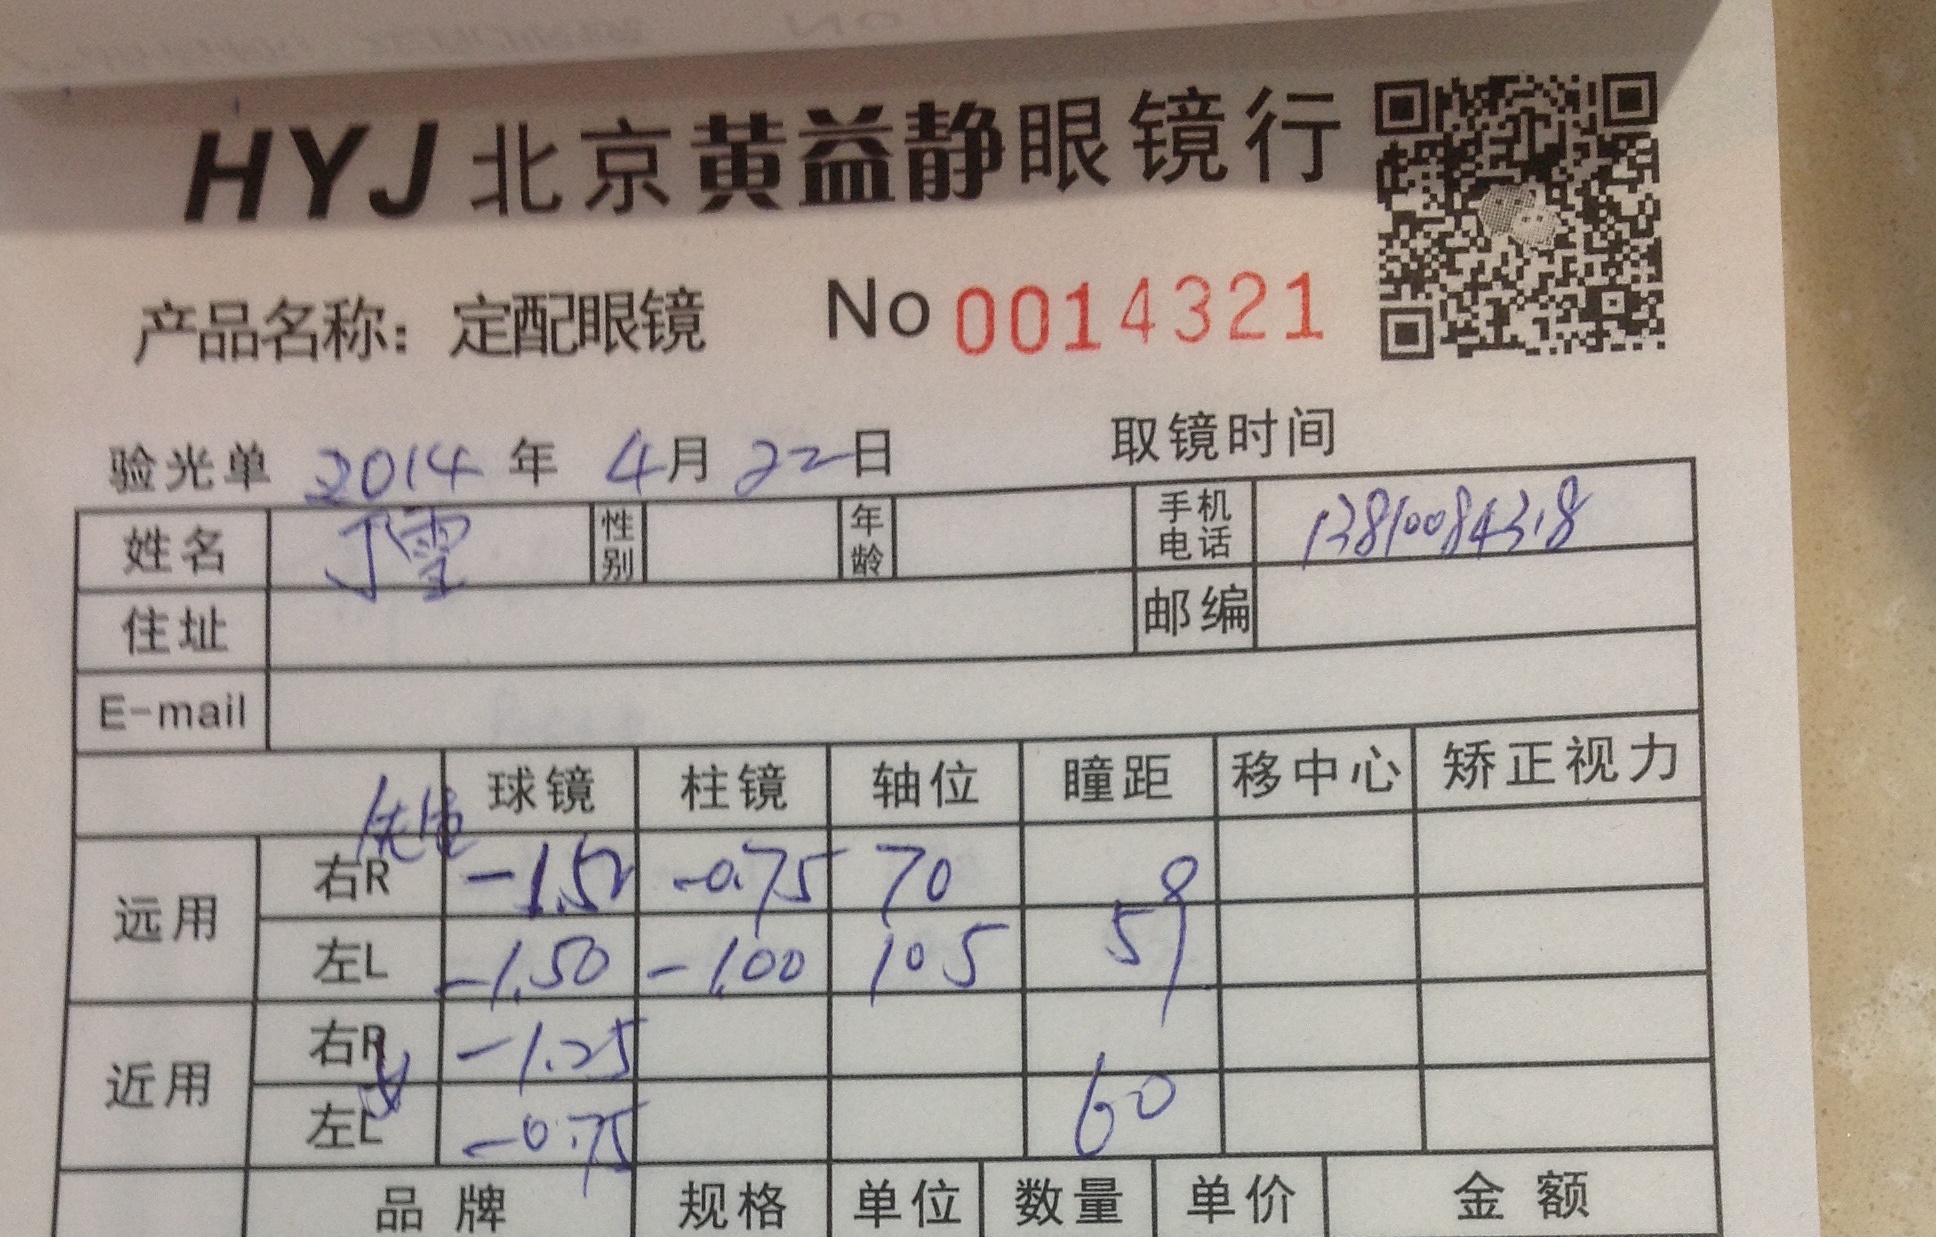 HYJ 北京黄益静眼镜行
产品名称：定配眼镜 No 0014321
验光单 2014 年 4月 22日 取镜时间
姓名 丁雪 性别 年龄 手机电话 13810084318
住址 邮编
E-mail
球镜 柱镜 轴位 瞳距 移中心 矫正视力
远用 右R -1.50 -0.75 70 59
左L -1.50 -1.00 105
近用 右R -1.25 60
左L -0.75
品牌 规格 单位 数量 单价 金额